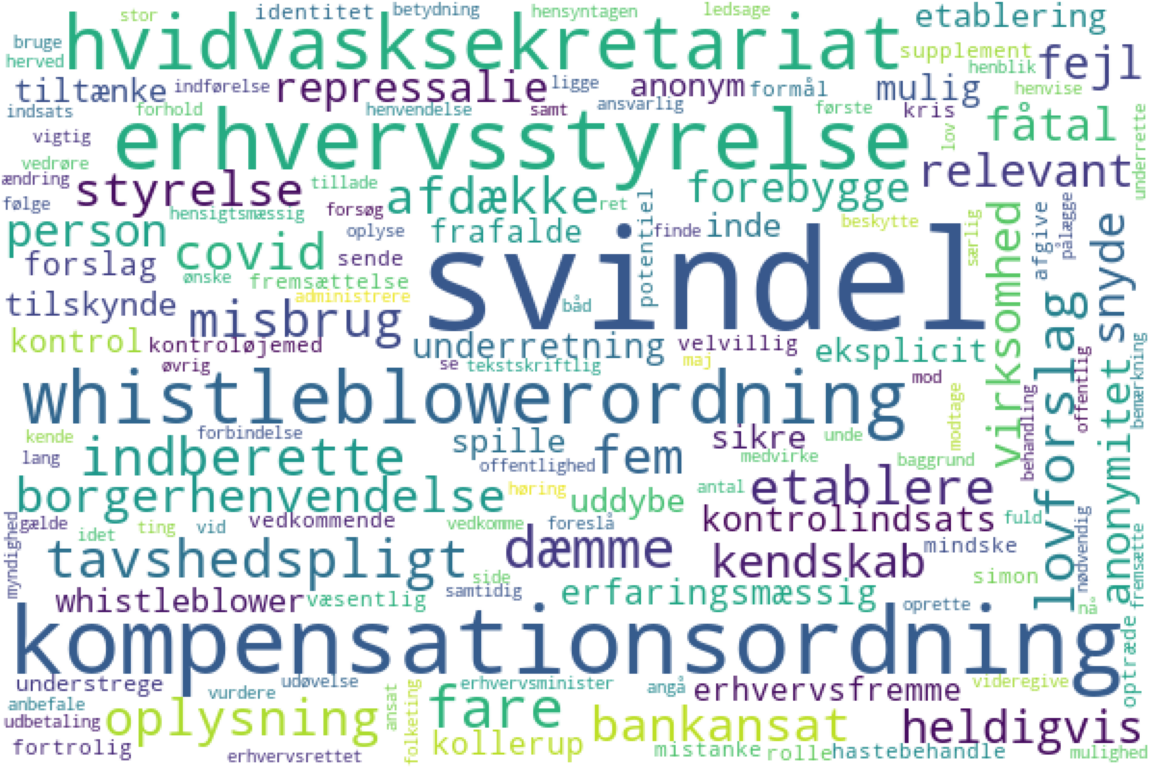 stor identitet betydning hensyntagen ledsage etablering
bruge hvidvasksekretariat supplement fejl
herved henblik
tiltænke indførelse repressalie ligge anonym formål mulig henvise
indsats forhold henvendelse samt ansvarlig første kris fåtal
vigtig erhvervsstyrelse lov underrette
vedrøre relevant
ændring styrelse tillade afdække ret forebygge
følge hensigtsmæssig forsøg potentiel beskytte særlig virksomhed afgive pålægge
person covid oplyse frafalde finde inde snyde
forslag sende svindel
ønske fremsættelse
tilskynde administrere båd lovforslag
misbrug
kontrol kontroløjemed underretning velvillig eksplicit
øvrig se tekstskriftlig maj mod offentlig bemærkning
whistleblowerordning modtage behandling anonymitet
kende forbindelse spille sikre unde
lang indberette offentlighed fem medvirke baggrund
borgerhenvendelse høring uddybe antal etablere
gælde vedkommende vedkomme foreslå kontrolindsats fuld nødvendig
myndighed idet ting vid dæmme mindske
tavshedspligt kendskab fremsætte
side simon
whistleblower væsentlig samtidig erfaringsmæssig oprette nå
kompensationsordning optræde
understrege udøvelse erhvervsminister angå erhvervsfremme videregive
anbefale vurdere ansat folketing
udbetaling oplysning fare bankansat heldigvis
fortrolig erhvervsrettet kollerup mistanke rolle hastebehandle mulighed